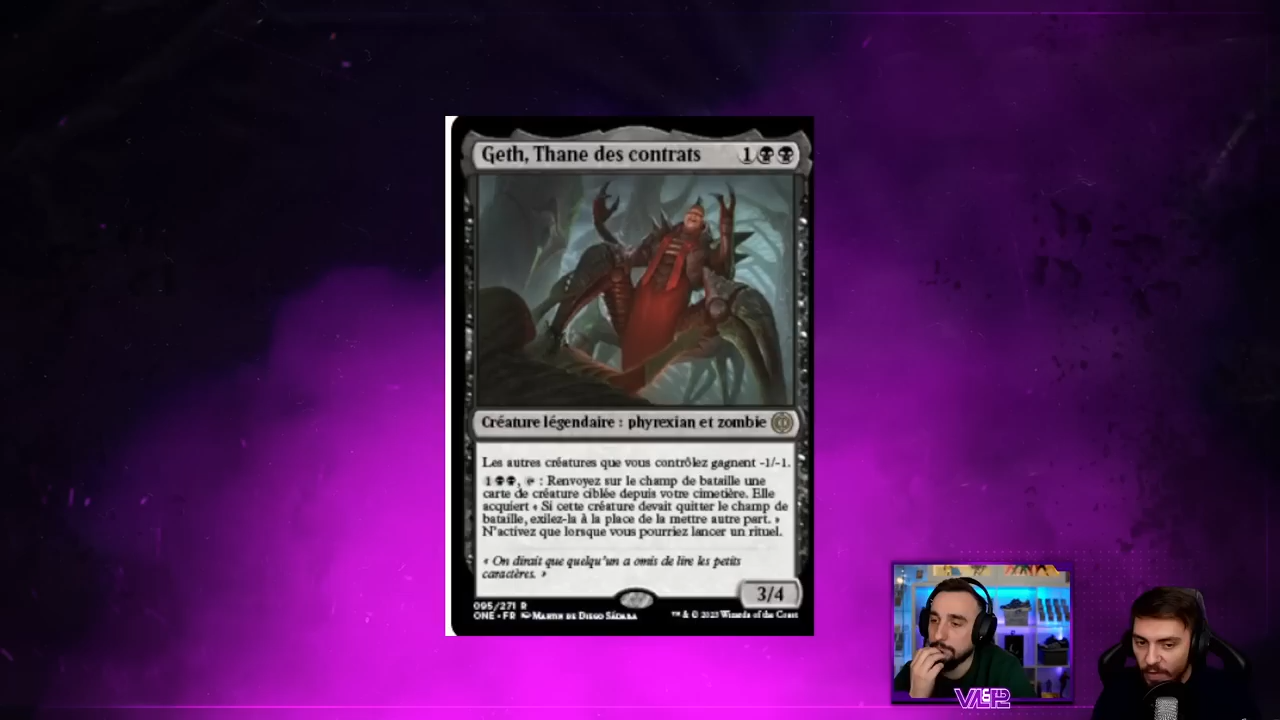 Geth, Thane des contrats 1
Créature légendaire : phyrexian et zombie
Les autres créatures que vous contrôlez gagnent -1/-1.
1 , : Renvoyez sur le champ de bataille une
carte de créature ciblée depuis votre cimetière. Elle
acquiert « Si cette créature devait quitter le champ de
bataille, exilez-la à la place de la mettre autre part. »
N'activez que lorsque vous pourriez lancer un rituel.
« On dirait que quelqu'un a omis de lire les petits
caractères. »
3/4
095/271 R
ONE • FR Martin de Diego Sádaba
™ & © 2023 Wizards of the Coast